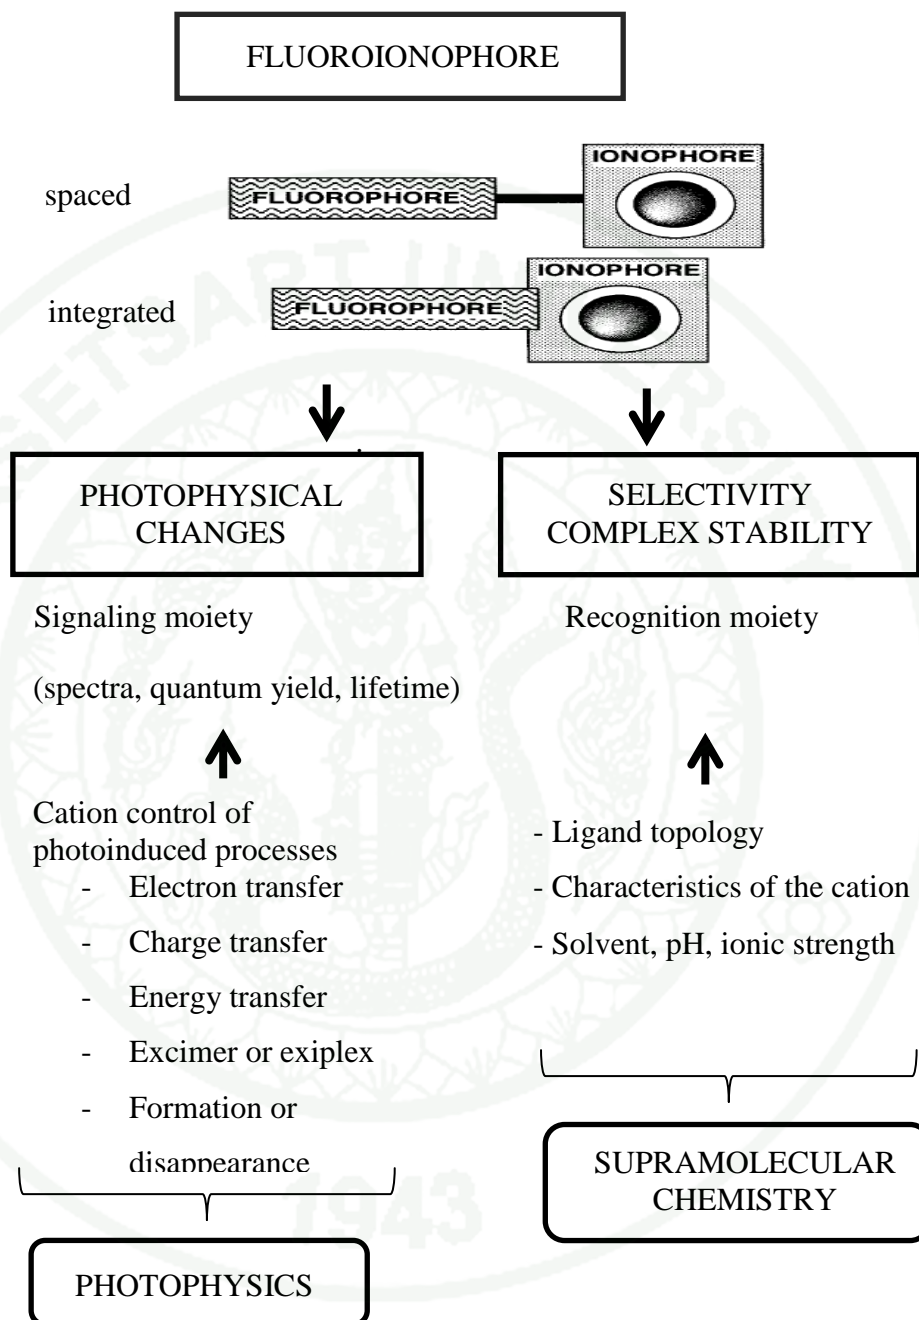 FLUOROIONOPHORE
spaced
FLUOROPHORE
IONOPHORE
integrated
FLUOROPHORE
IONOPHORE
PHOTOPHYSICAL
CHANGES
Signaling moiety
(spectra, quantum yield, lifetime)
Cation control of
photoinduced processes
- Electron transfer
- Charge transfer
- Energy transfer
- Excimer or exiplex
- Formation or
disappearance
PHOTOPHYSICS
SELECTIVITY
COMPLEX STABILITY
Recognition moiety
- Ligand topology
- Characteristics of the cation
- Solvent, pH, ionic strength
SUPRAMOLECULAR
CHEMISTRY
1943